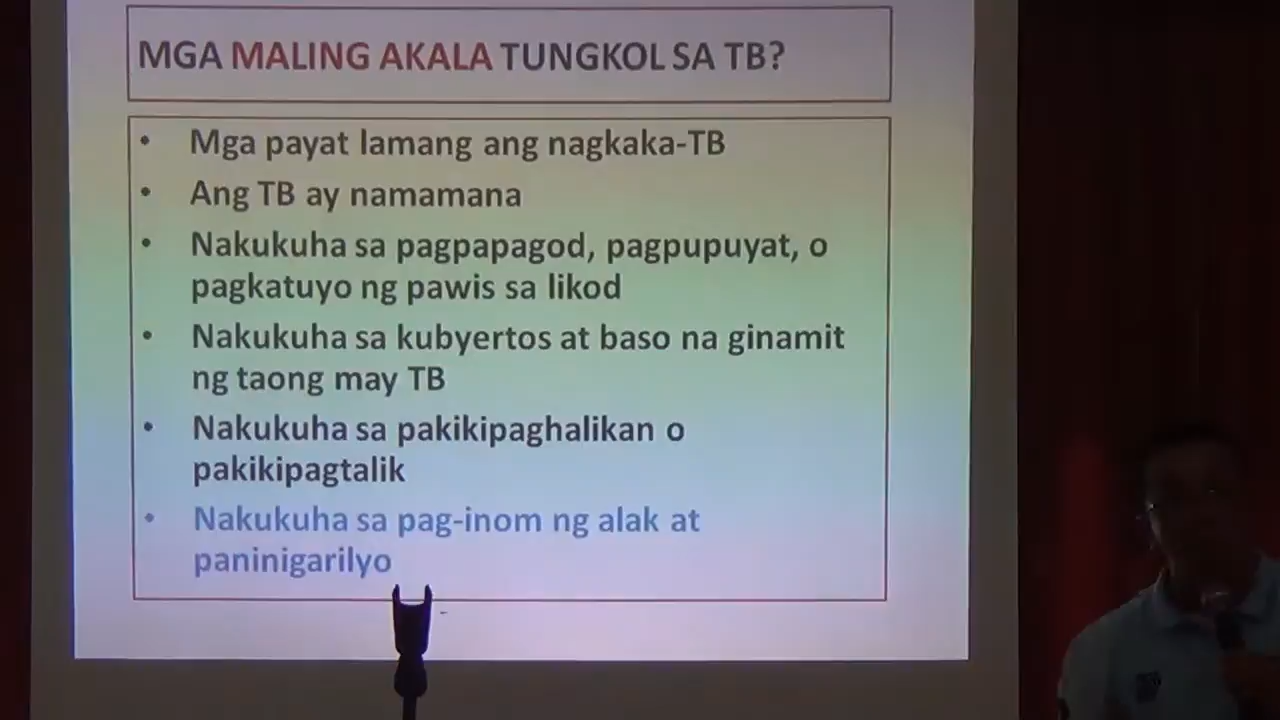 MGA MALING AKALA TUNGKOL SA TB?
• Mga payat lamang ang nagkaka-TB
• Ang TB ay namamana
• Nakukuha sa pagpapagod, pagpupuyat, o
pagkatuyo ng pawis sa likod
• Nakukuha sa kubyertos at baso na ginamit
ng taong may TB
• Nakukuha sa pakikipaghalikan o
pakikipagtalik
• Nakukuha sa pag-inom ng alak at
paninigarilyo